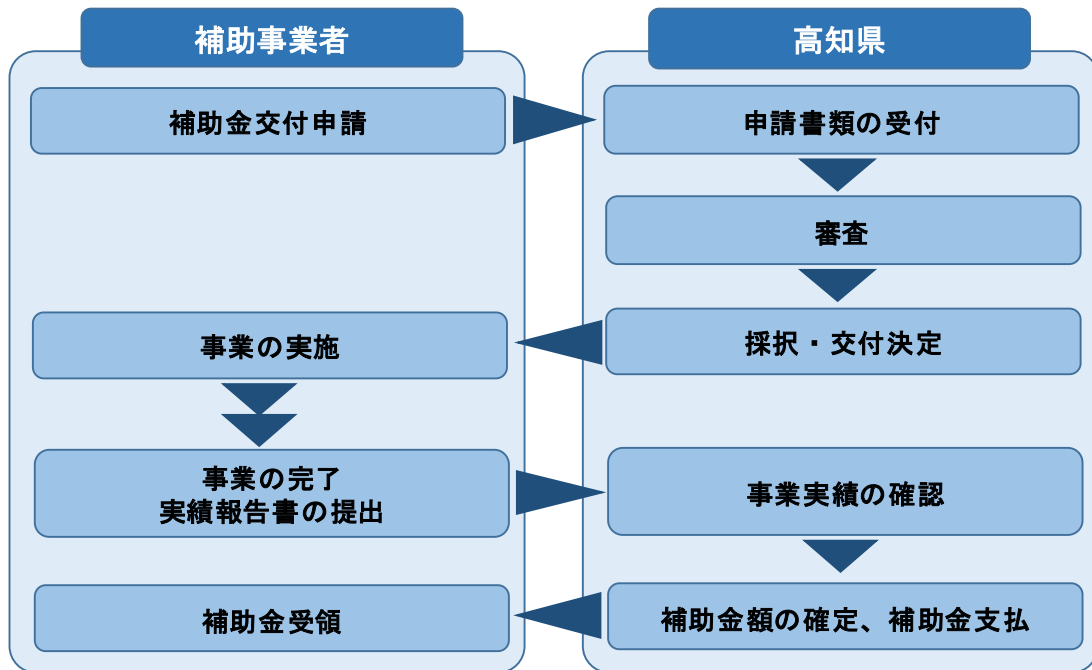 補助事業者
高知県
補助金交付申請
申請書類の受付
審査
採択・交付決定
事業の実施
事業の完了
実績報告書の提出
事業実績の確認
補助金額の確定、補助金支払
補助金受領